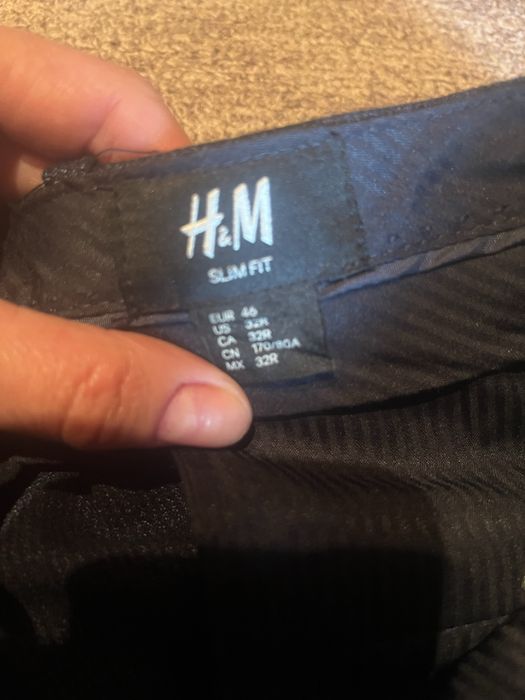 H&M
SLIM FIT
EUR 46
US 32R
CA 32R
CN 170/80A
MX 32R